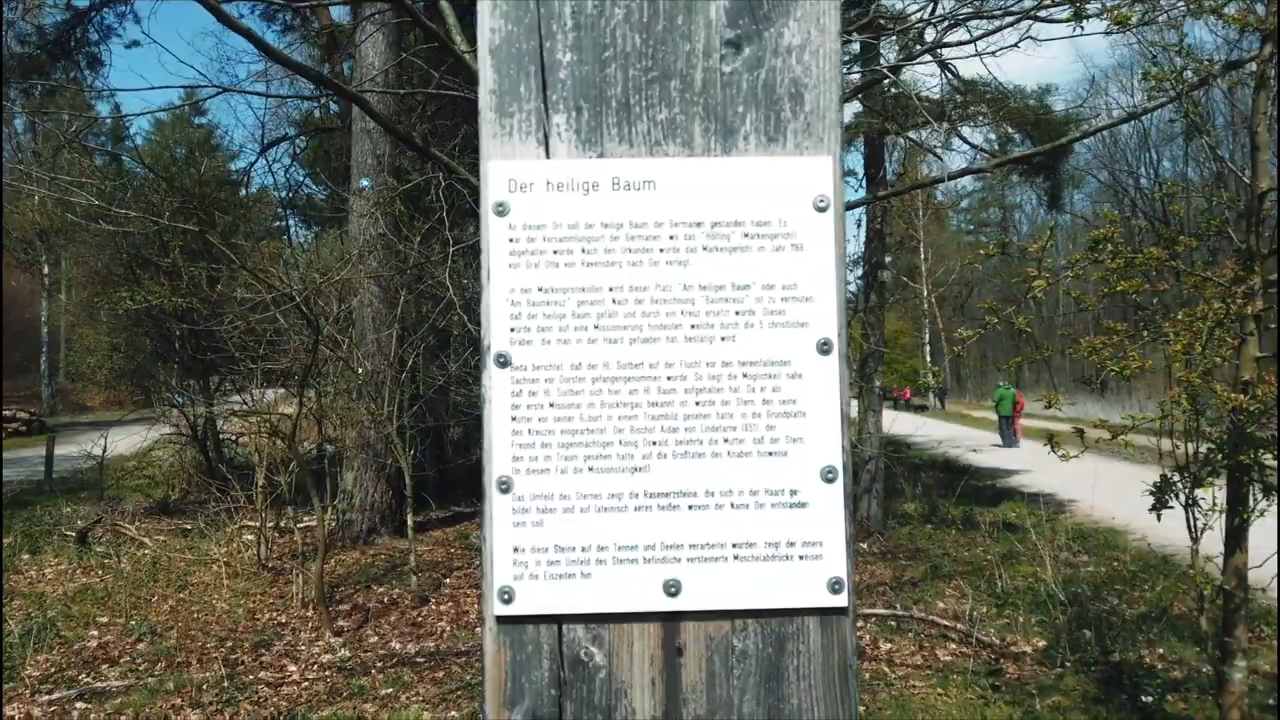 Der heilige Baum
An diesem Ort soll der heilige Baum der Germanen gestanden haben. Es
war der Versammlungsort der Germanen, wo das "Hölting" (Markengericht)
abgehalten wurde. Nach den Urkunden wurde das Markengericht im Jahr 1166
von Graf Otto von Ravensberg nach Oer verlegt.
In den Markenprotokollen wird dieser Platz "Am heiligen Baum" oder auch
"Am Baumkreuz" genannt. Nach der Bezeichnung "Baumkreuz" ist zu vermuten,
daß der heilige Baum gefällt und durch ein Kreuz ersetzt wurde. Dieses
würde dann auf eine Missionierung hindeuten, welche durch die 3 christlichen
Gräber, die man in der Haard gefunden hat, bestätigt wird.
Beda berichtet, daß der Hl. Suitbert auf der Flucht vor den hereinfallenden
Sachsen vor Dorsten gefangengenommen wurde. So liegt die Möglichkeit nahe,
daß der Hl. Suitbert sich hier am Hl. Baum aufgehalten hat. Da er als
der erste Missionar im Brücktergau bekannt ist, wurde der Stern, den seine
Mutter vor seiner Geburt in einem Traumbild gesehen hatte, in die Grundplatte
des Kreuzes eingearbeitet. Der Bischof Aidan von Lindefarne (651), der
Freund des sagenmächtigen König Oswald, belehrte die Mutter, daß der Stern,
den sie im Traum gesehen hatte, auf die Großtaten des Knaben hinweise
(In diesem Fall die Missionstätigkeit)
Das Umfeld des Sternes zeigt die Rasenerzsteine, die sich in der Haard ge-
bildet haben und auf lateinisch aeres heißen, wovon der Name Oer entstanden
sein soll.
Wie diese Steine auf den Tennen und Deelen verarbeitet wurden, zeigt der innere
Ring, in dem Umfeld des Sternes befindliche versteinerte Muschelabdrücke weisen
auf die Eiszeiten hin.